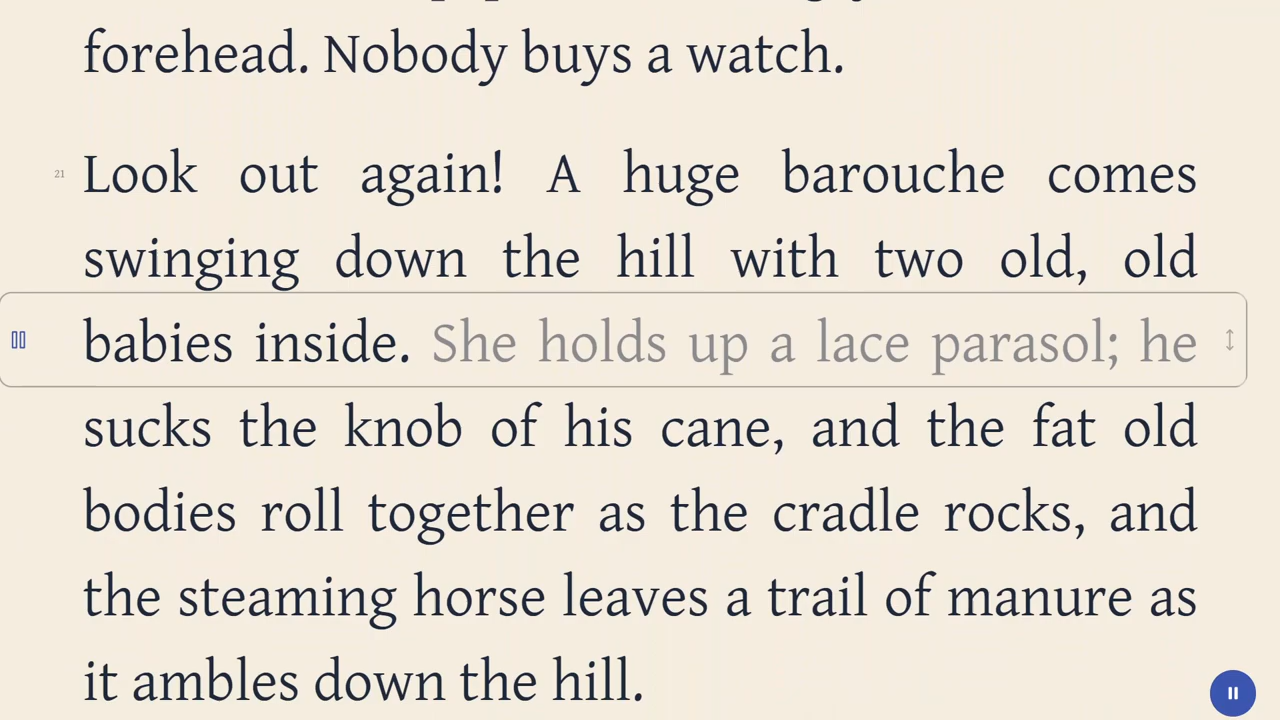 forehead. Nobody buys a watch.
21
Look out again! A huge barouche comes
swinging down the hill with two old, old
babies inside. She holds up a lace parasol; he
sucks the knob of his cane, and the fat old
bodies roll together as the cradle rocks, and
the steaming horse leaves a trail of manure as
it ambles down the hill.